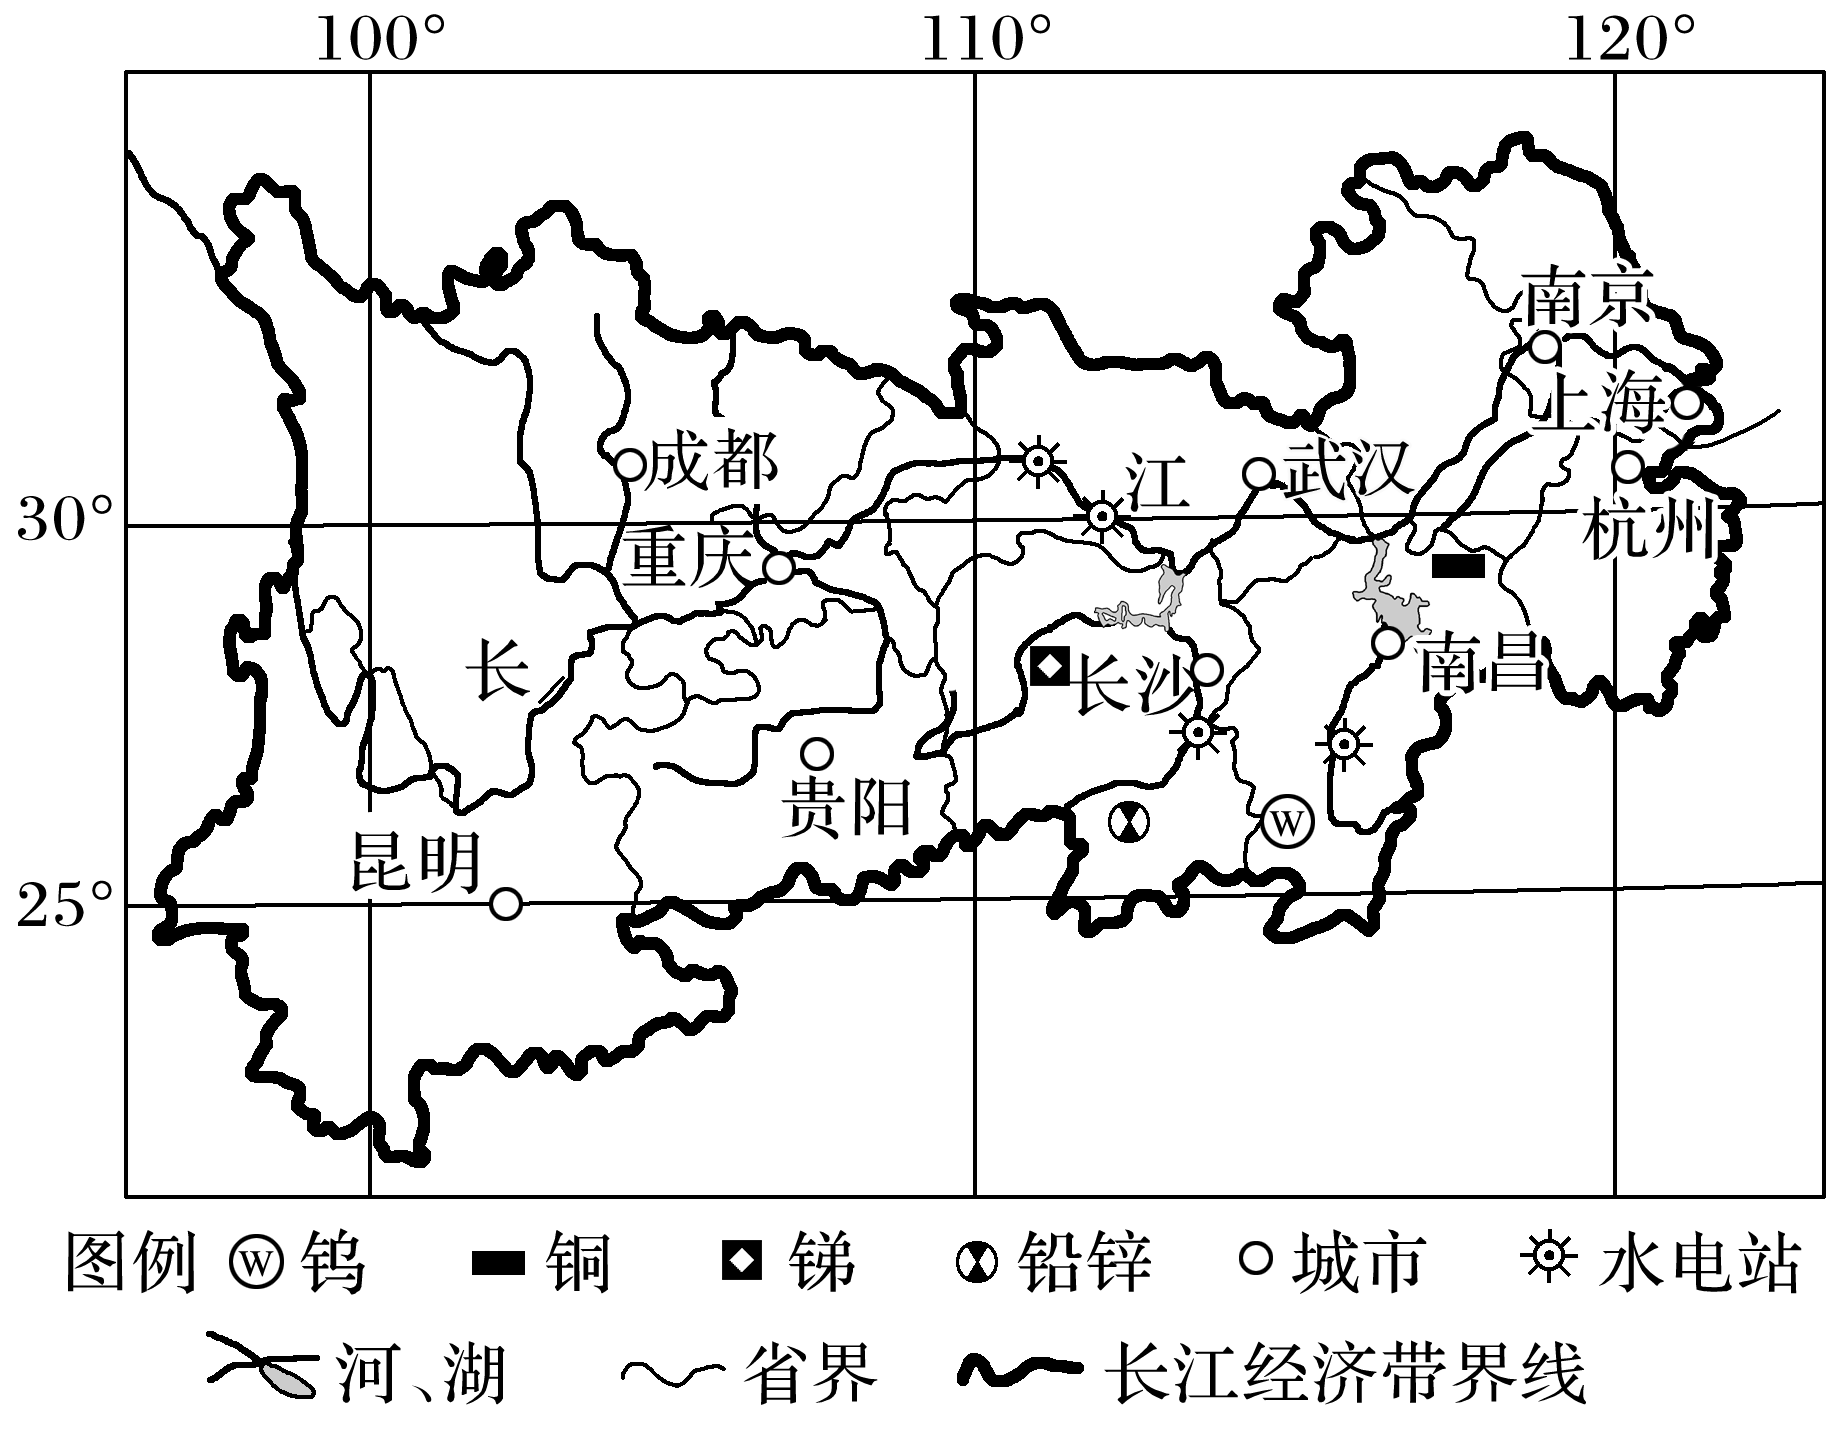 100° 110° 120°
南京
上海
成都 江 武汉
30°
杭州
重庆
长 长沙 南昌
贵阳
昆明
W
25°
图例 W 钨 铜 锑 铅锌 城市 水电站
河、湖 省界 长江经济带界线